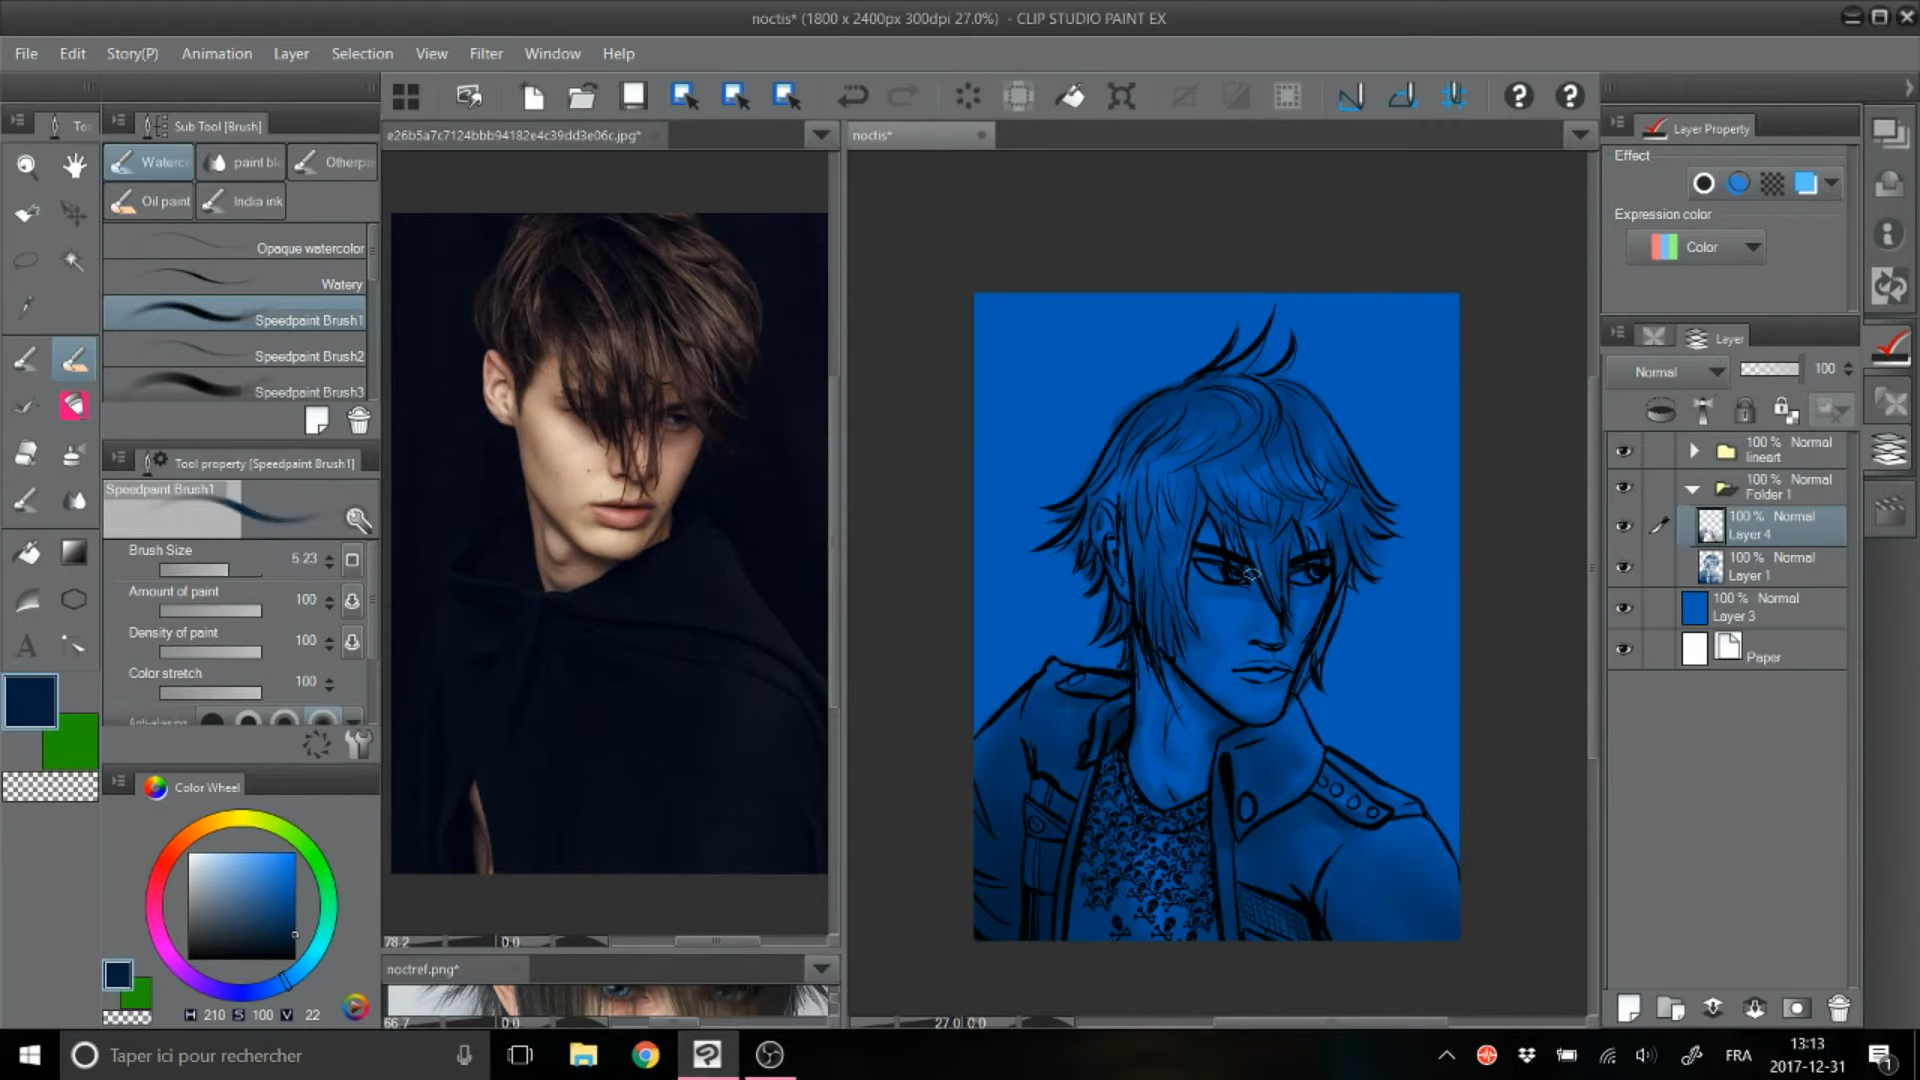 noctis* (1800 x 2400px 300dpi 27.0%) - CLIP STUDIO PAINT EX
File Edit Story(P) Animation Layer Selection Filter View Window Help
Too
Sub Tool [Brush]
e26b5a7c7124bbb94182e4c39dd3e06c.jpg*
noctis*
Layer Property
Waterco
paint ble
Otherpa
Oil paint
India ink
Opaque watercolor
Watery
Speedpaint Brush1
Speedpaint Brush2
Speedpaint Brush3
Tool property [Speedpaint Brush1]
Speedpaint Brush1
Brush Size 5 23
Amount of paint 100
Density of paint 100
Color stretch 100
Anti-aliasing
Color Wheel
H 210 S 100 V 22
78.2 0.0
noctref.png*
66.7 0.0
27.0 0.0
Effect
Expression color
Color
Layer
Normal 100
100 % Normal
lineart
100 % Normal
Folder 1
100 % Normal
Layer 4
100 % Normal
Layer 1
100 % Normal
Layer 3
Paper
Taper ici pour rechercher
FRA
13:13
2017-12-31
1